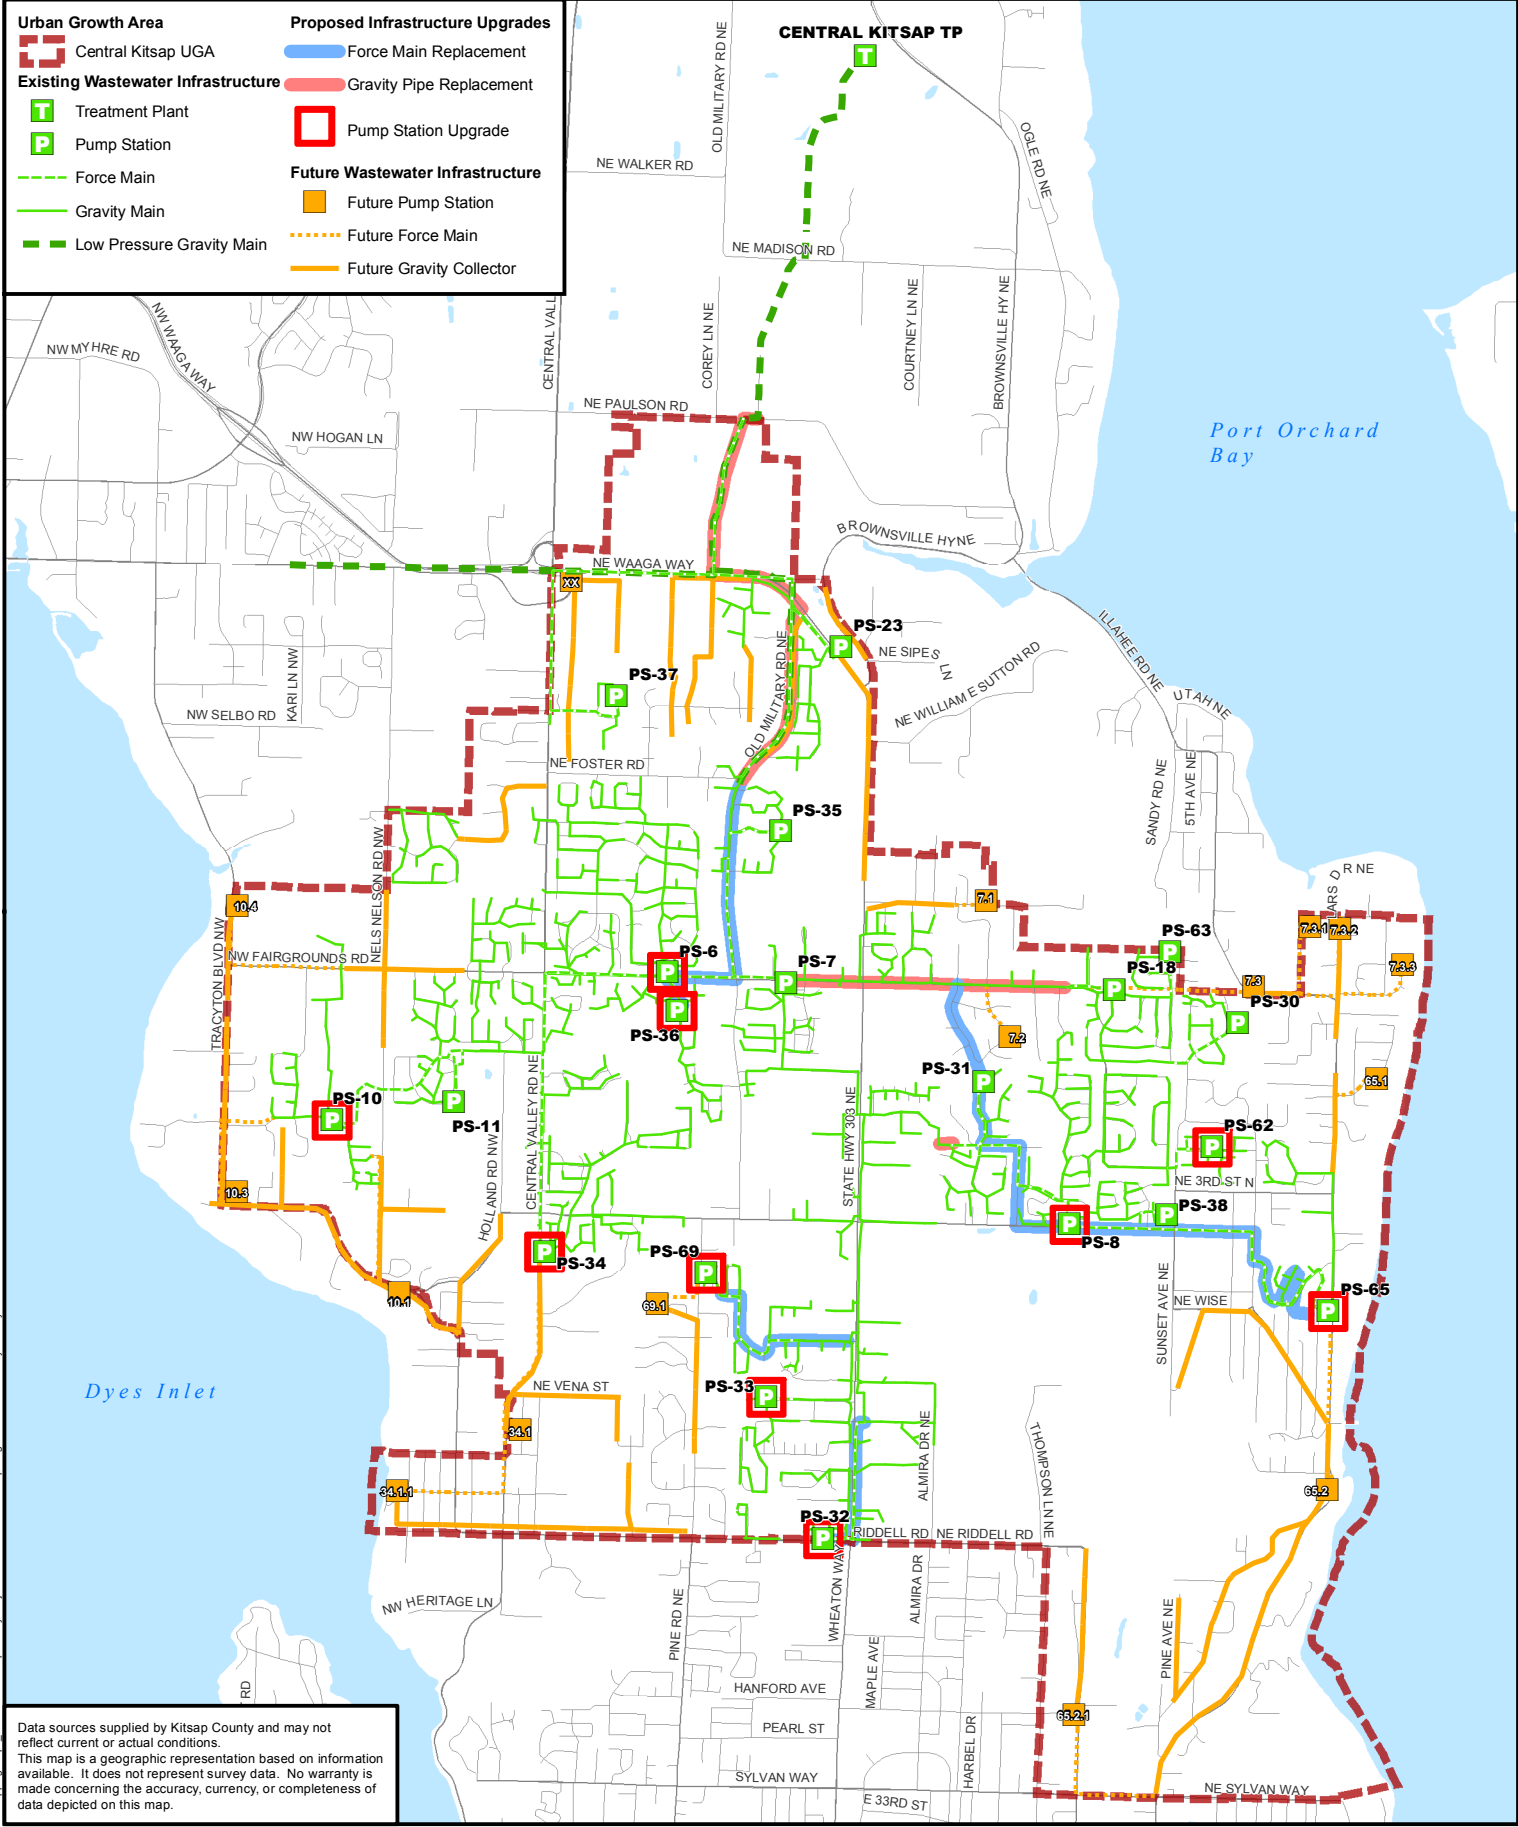 Urban Growth Area
Central Kitsap UGA
Existing Wastewater Infrastructure
T Treatment Plant
P Pump Station
Force Main
Gravity Main
Low Pressure Gravity Main
Proposed Infrastructure Upgrades
Force Main Replacement
Gravity Pipe Replacement
Pump Station Upgrade
Future Wastewater Infrastructure
Future Pump Station
Future Force Main
Future Gravity Collector
CENTRAL KITSAP TP
T
OLD MILITARY RD NE
OGLE RD NE
NE WALKER RD
NE MADISON RD
NW WAAGA WAY
NW MYHRE RD
CENTRAL VALL
COREY LN NE
COURTNEY LN NE
BROWNSVILLE HY NE
NE PAULSON RD
NW HOGAN LN
Port Orchard
Bay
BROWNSVILLE HYNE
NE WAAGA WAY
XX
PS-23
P
NE SIPES LN
NE WILLIAM E SUTTON RD
ILLAHEE RD NE
UTAH NE
KARI LN NW
PS-37
P
OLD MILITARY RD NE
NW SELBO RD
NE FOSTER RD
SANDY RD NE
5TH AVE NE
PS-35
P
NELS NELSON RD NW
LARS D R NE
10.4
7.1
7.3.1
7.3.2
TRACYTON BLVD NW
NW FAIRGROUNDS RD
PS-6
P
PS-7
P
PS-63
P
PS-18
P
7.3.3
7.3
PS-30
P
PS-36
P
7.2
PS-31
P
65.1
PS-10
P
PS-11
P
CENTRAL VALLEY RD NE
STATE HWY 303 NE
PS-62
P
HOLLAND RD NW
10.3
NE 3RD ST N
PS-38
P
PS-8
P
PS-34
P
PS-69
P
10.1
69.1
SUNSET AVE NE
NE WISE
PS-65
P
Dyes Inlet
NE VENA ST
PS-33
P
34.1
ALMIRA DR NE
THOMPSON LN NE
34.1.1
65.2
PS-32
P
RIDDELL RD
NE RIDDELL RD
WHEATON WAY
ALMIRA DR
NW HERITAGE LN
PINE RD NE
MAPLE AVE
PINE AVE NE
RD
HANFORD AVE
PEARL ST
65.2.1
HARBEL DR
SYLVAN WAY
NE SYLVAN WAY
E 33RD ST
Data sources supplied by Kitsap County and may not
reflect current or actual conditions.
This map is a geographic representation based on information
available. It does not represent survey data. No warranty is
made concerning the accuracy, currency, or completeness of
data depicted on this map.